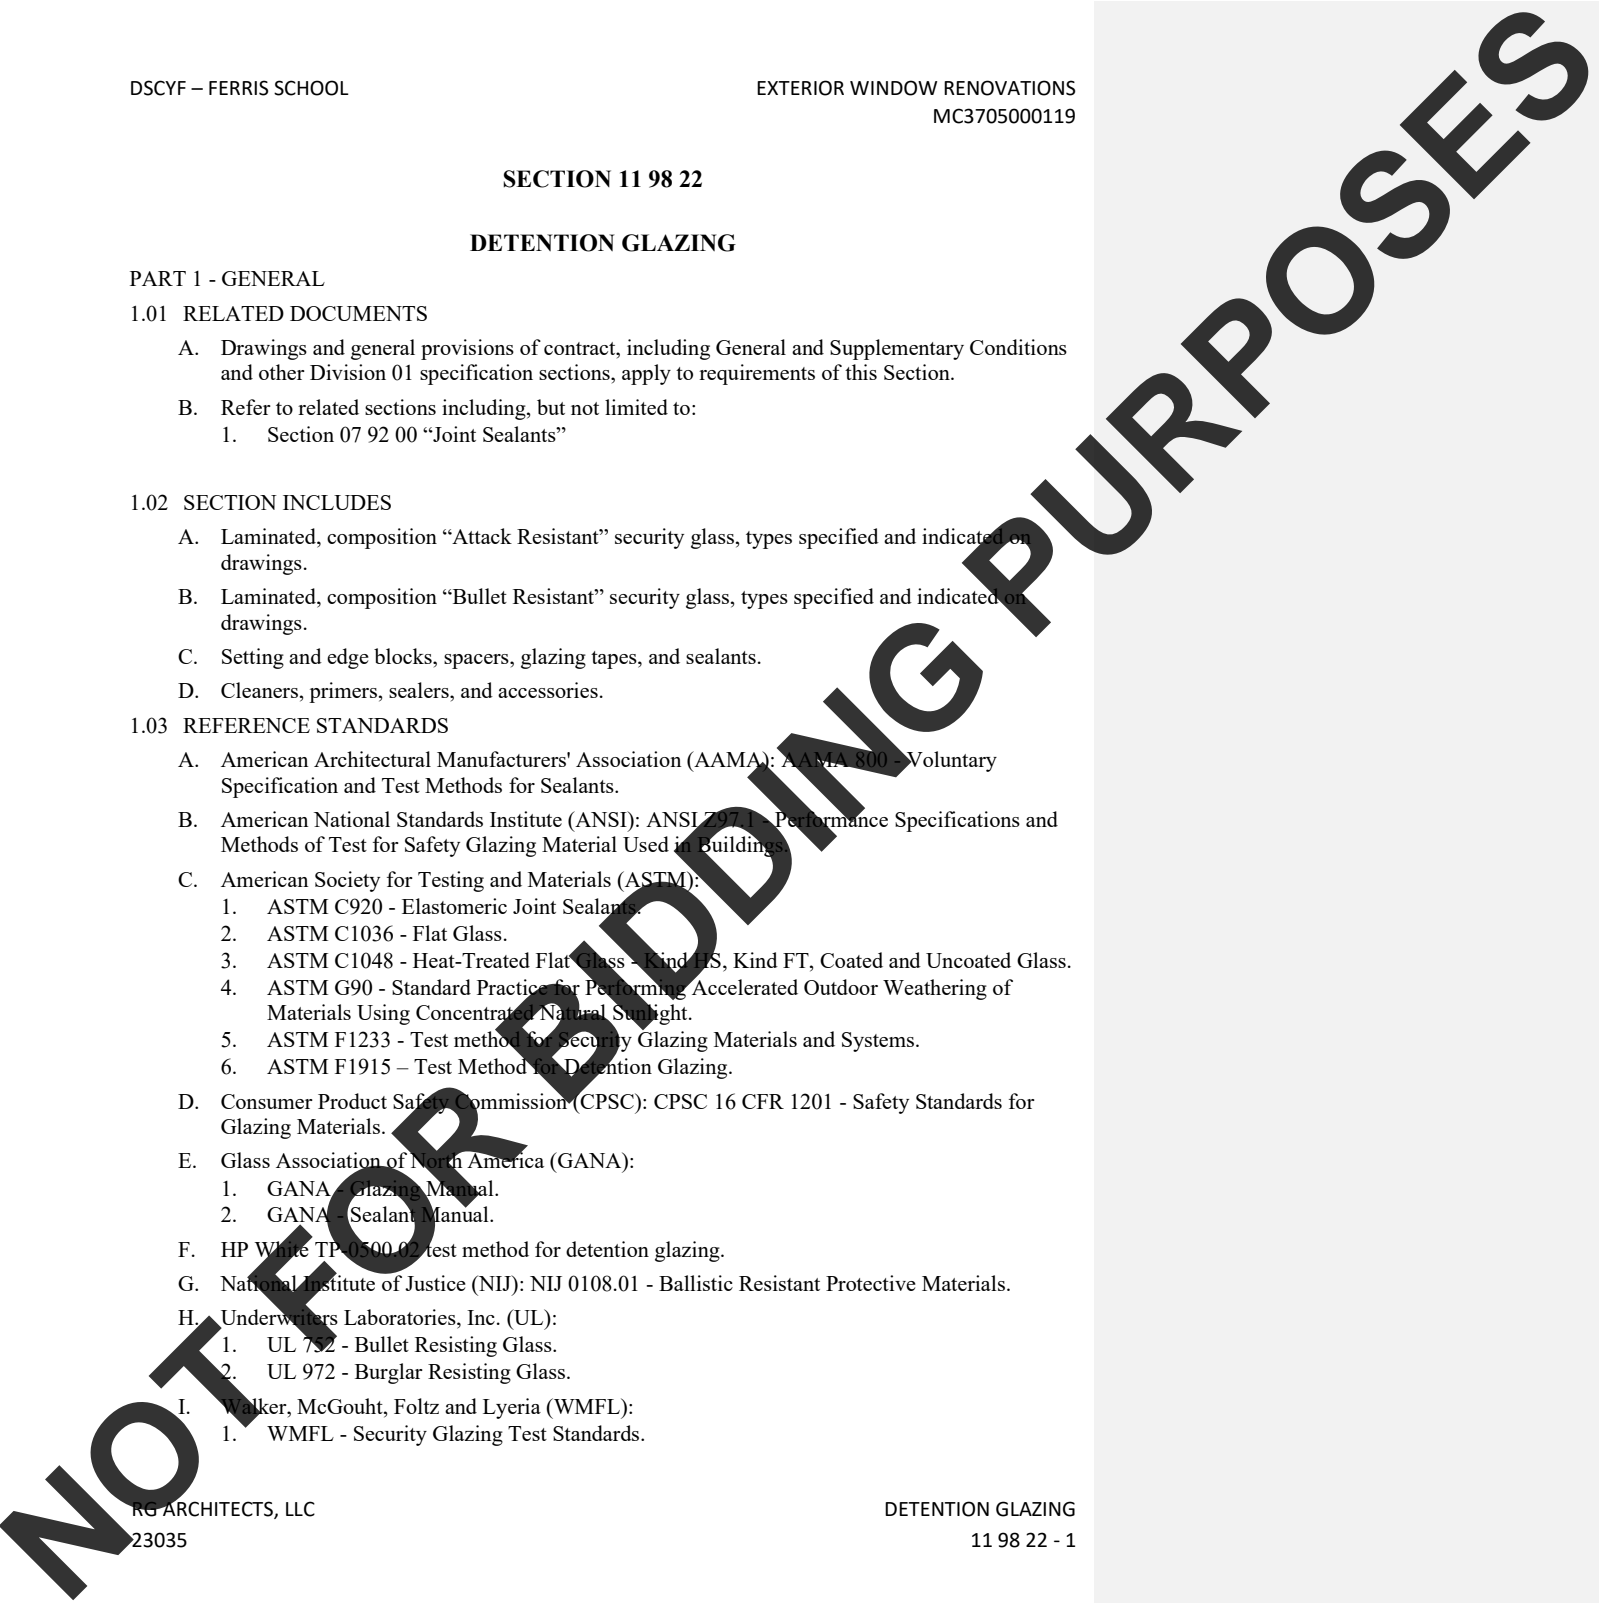 DSCYF – FERRIS SCHOOL
EXTERIOR WINDOW RENOVATIONS
MC3705000119
SECTION 11 98 22
DETENTION GLAZING
PART 1 - GENERAL
1.01 RELATED DOCUMENTS
A. Drawings and general provisions of contract, including General and Supplementary Conditions
and other Division 01 specification sections, apply to requirements of this Section.
B. Refer to related sections including, but not limited to:
1. Section 07 92 00 “Joint Sealants”
1.02 SECTION INCLUDES
A. Laminated, composition “Attack Resistant” security glass, types specified and indicated on
drawings.
B. Laminated, composition “Bullet Resistant” security glass, types specified and indicated on
drawings.
C. Setting and edge blocks, spacers, glazing tapes, and sealants.
D. Cleaners, primers, sealers, and accessories.
1.03 REFERENCE STANDARDS
A. American Architectural Manufacturers' Association (AAMA): AAMA 800 - Voluntary
Specification and Test Methods for Sealants.
B. American National Standards Institute (ANSI): ANSI Z97.1 - Performance Specifications and
Methods of Test for Safety Glazing Material Used in Buildings.
C. American Society for Testing and Materials (ASTM):
1. ASTM C920 - Elastomeric Joint Sealants.
2. ASTM C1036 - Flat Glass.
3. ASTM C1048 - Heat-Treated Flat Glass - Kind HS, Kind FT, Coated and Uncoated Glass.
4. ASTM G90 - Standard Practice for Performing Accelerated Outdoor Weathering of
Materials Using Concentrated Natural Sunlight.
5. ASTM F1233 - Test method for Security Glazing Materials and Systems.
6. ASTM F1915 – Test Method for Detention Glazing.
D. Consumer Product Safety Commission (CPSC): CPSC 16 CFR 1201 - Safety Standards for
Glazing Materials.
E. Glass Association of North America (GANA):
1. GANA - Glazing Manual.
2. GANA - Sealant Manual.
F. HP White TP-0500.02 test method for detention glazing.
G. National Institute of Justice (NIJ): NIJ 0108.01 - Ballistic Resistant Protective Materials.
H. Underwriters Laboratories, Inc. (UL):
1. UL 752 - Bullet Resisting Glass.
2. UL 972 - Burglar Resisting Glass.
I. Walker, McGouht, Foltz and Lyeria (WMFL):
1. WMFL - Security Glazing Test Standards.
RG ARCHITECTS, LLC
23035
DETENTION GLAZING
11 98 22 - 1
NOT FOR BIDDING PURPOSES